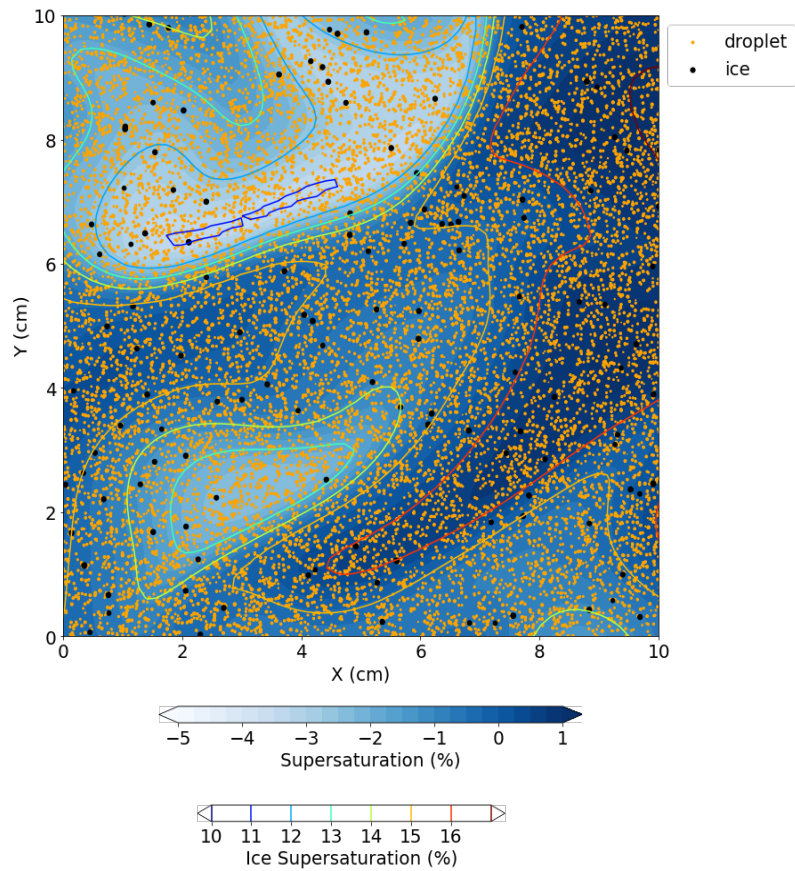 10
8
6
4
2
0
Y (cm)
0 2 4 6 8 10
X (cm)
droplet
ice
−5 −4 −3 −2 −1 0 1
Supersaturation (%)
10 11 12 13 14 15 16
Ice Supersaturation (%)